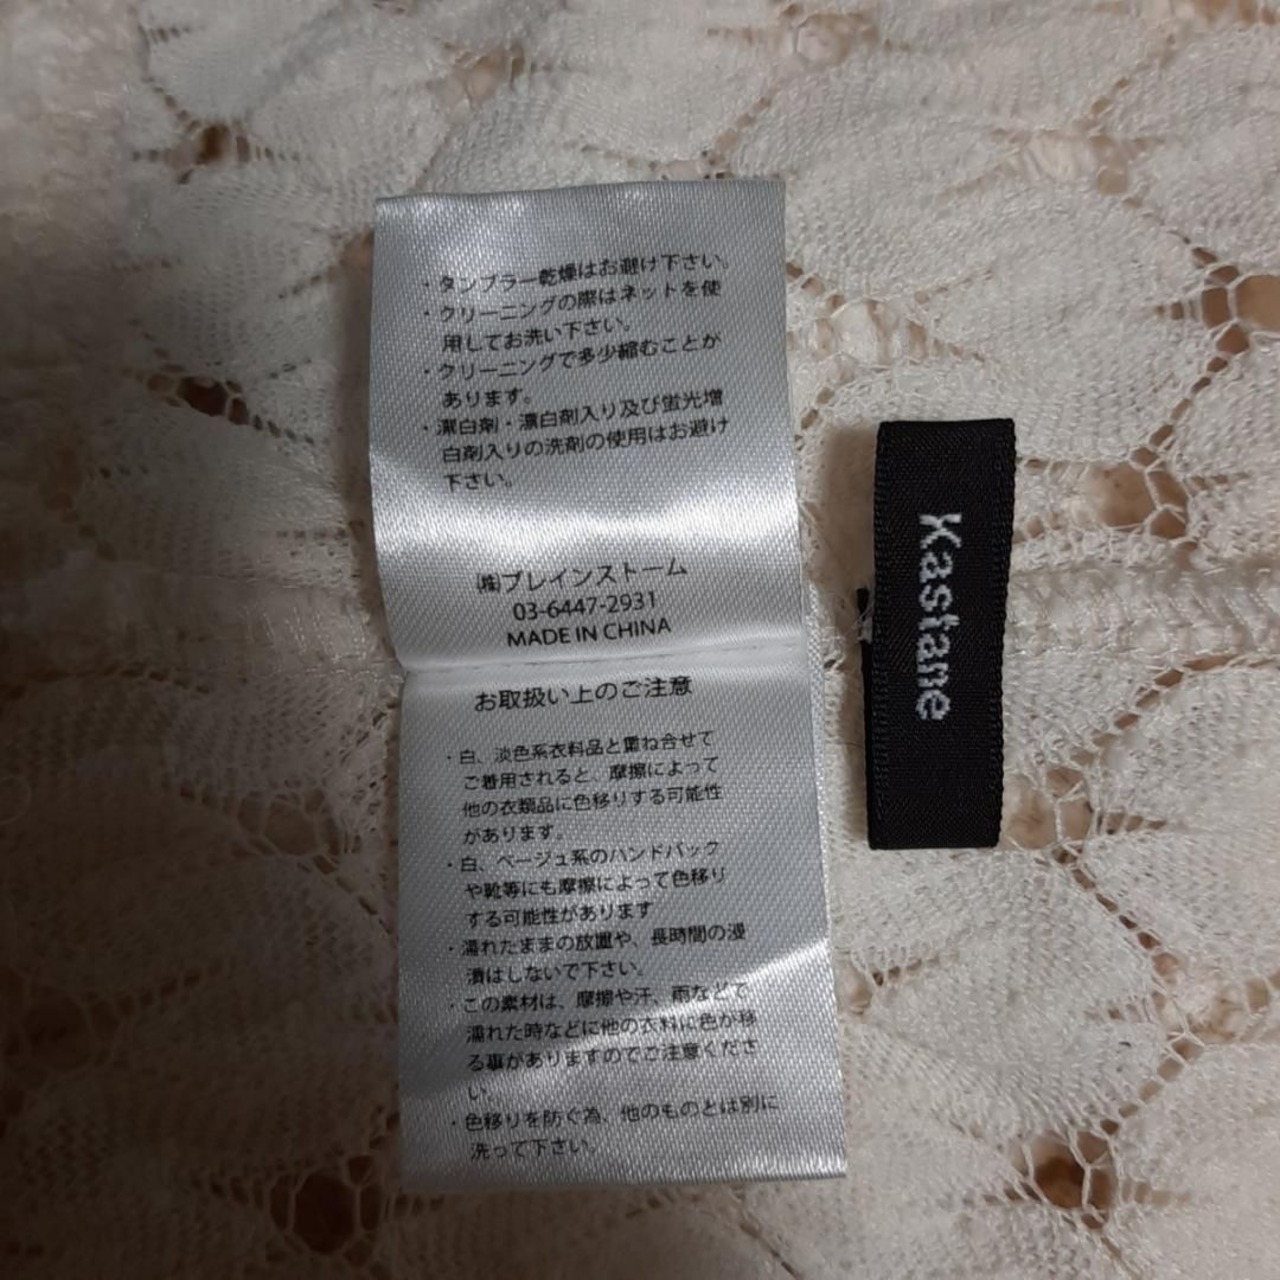 ・タンブラー乾燥はお避け下さい。
・クリーニングの際はネットを使
用してお洗い下さい。
・クリーニングで多少縮むことが
あります。
・漂白剤・漂白剤入り及び蛍光増
白剤入りの洗剤の使用はお避け
下さい。
㈱ブレインストーム
03-6447-2931
MADE IN CHINA
お取扱い上のご注意
・白、淡色系衣料品と重ね合せて
ご着用されると、摩擦によって
他の衣類品に色移りする可能性
があります。
・白、ベージュ系のハンドバック
や靴等にも摩擦によって色移り
する可能性があります
・濡れたままの放置や、長時間の浸
漬はしないで下さい。
・この素材は、摩擦や汗、雨などで
濡れた時などに他の衣料に色が移
る事がありますのでご注意くださ
い。
・色移りを防ぐ為、他のものとは別に
洗って下さい。
Kastane